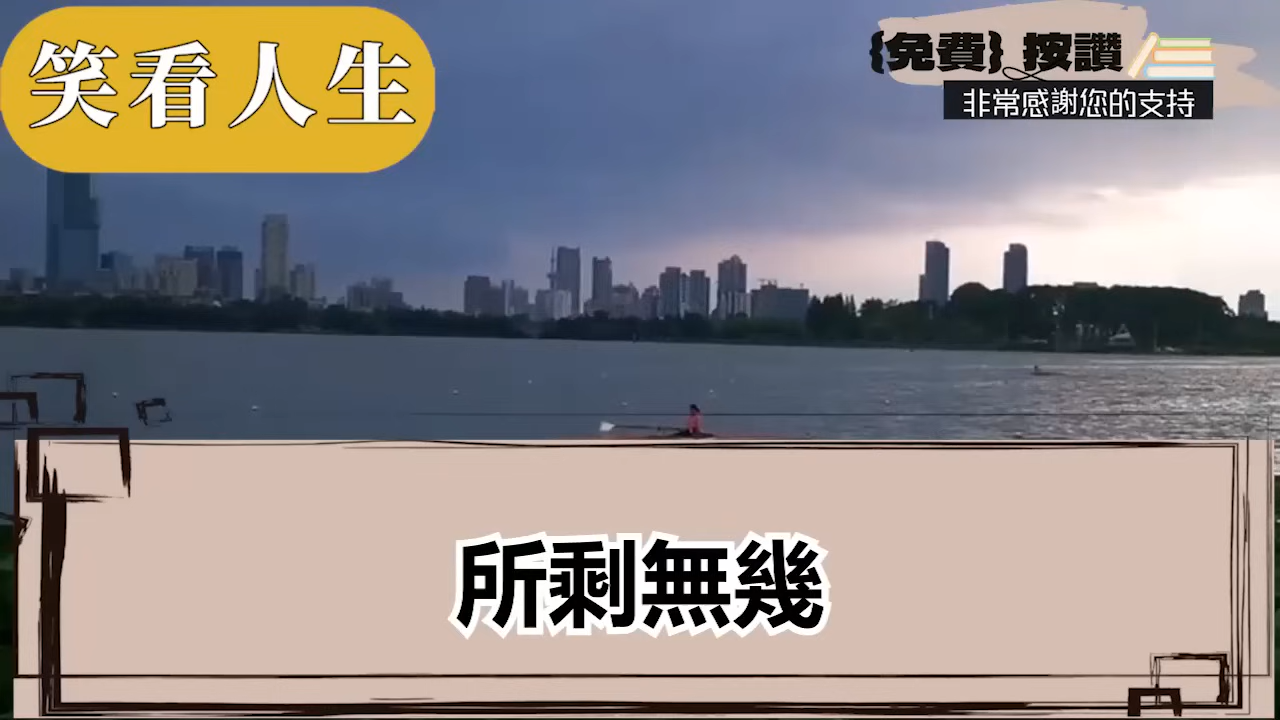 笑看人生
{免費} 按讚
非常感謝您的支持
所剩無幾